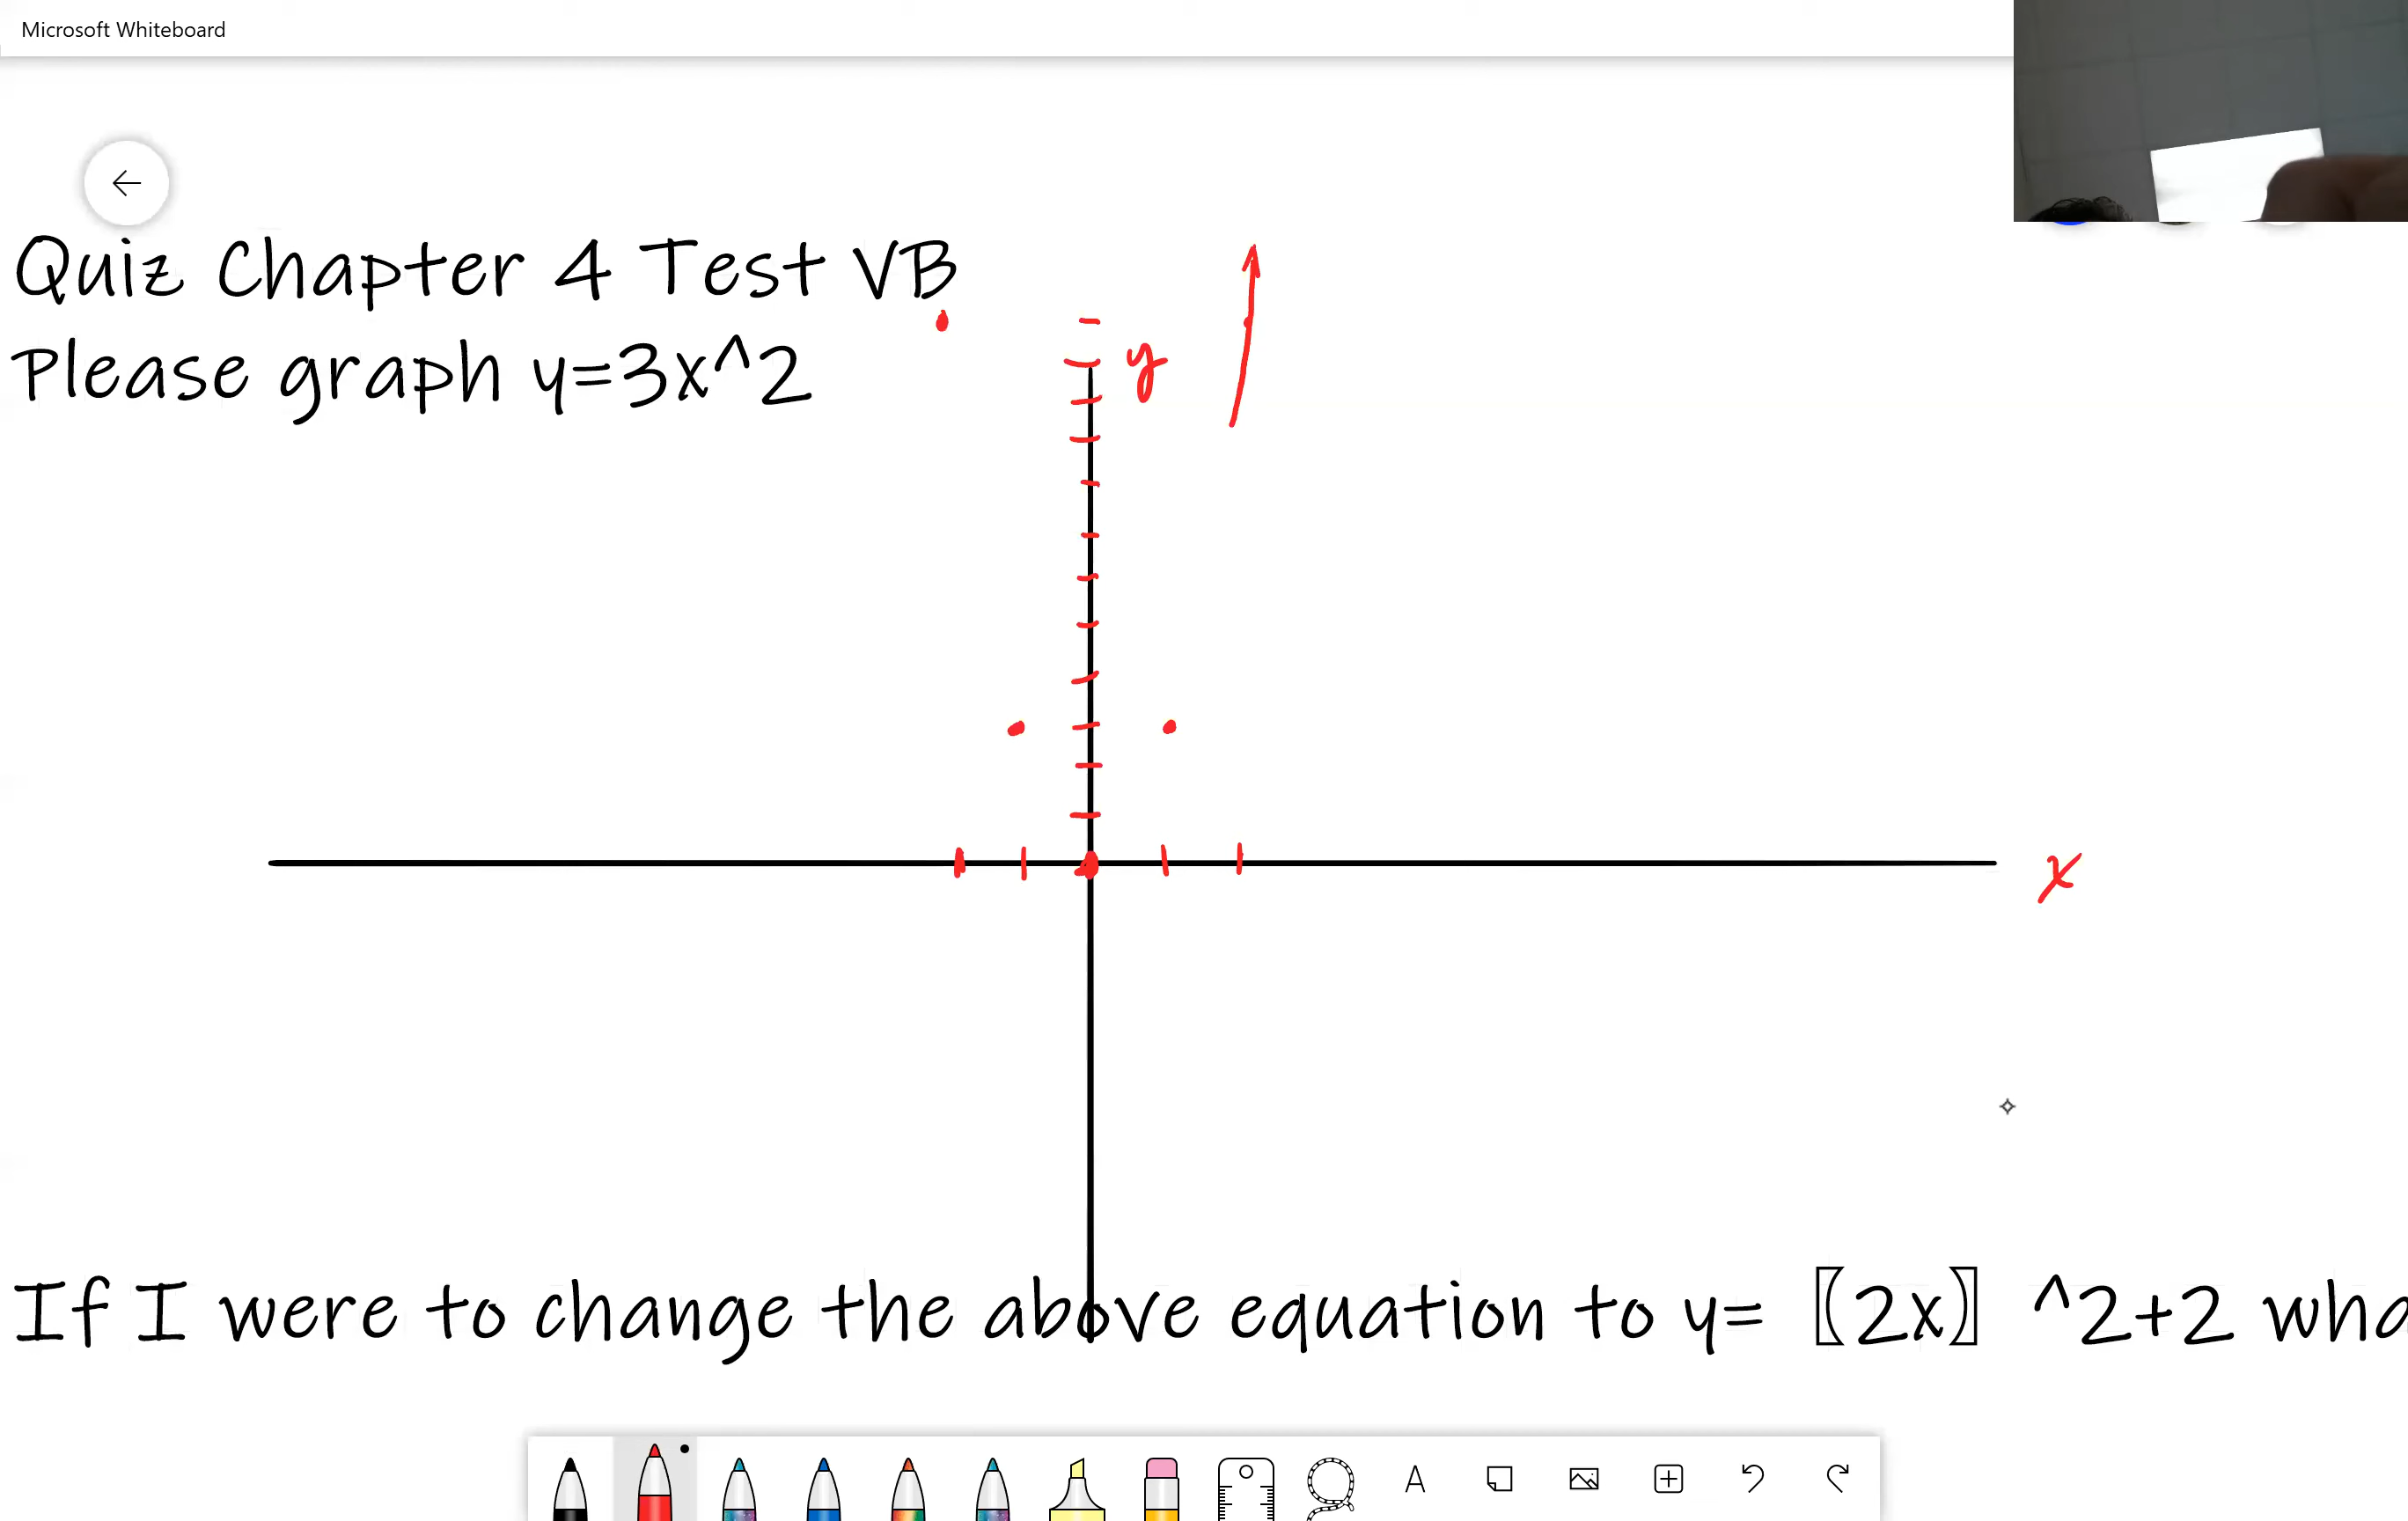 Microsoft Whiteboard
Quiz Chapter 4 Test VB
Please graph y=3x^2
y
x
If I were to change the above equation to y=〖(2x)〗^2+2